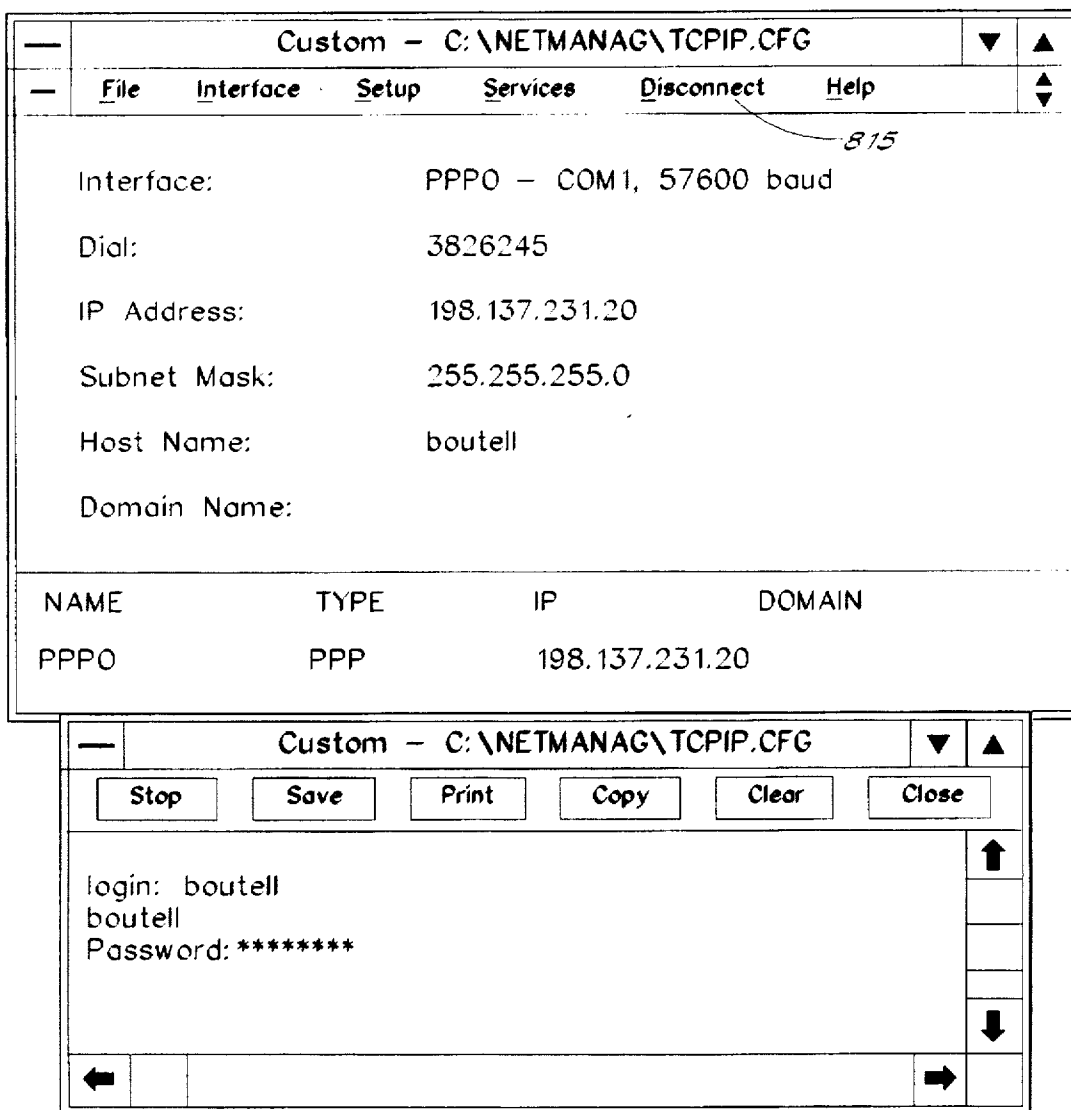 Custom – C:\NETMANAG\TCPIP.CFG
File Interface Setup Services Disconnect Help
815
Interface: PPP0 – COM1, 57600 baud
Dial: 3826245
IP Address: 198.137.231.20
Subnet Mask: 255.255.255.0
Host Name: boutell
Domain Name:
NAME TYPE IP DOMAIN
PPP0 PPP 198.137.231.20
Custom – C:\NETMANAG\TCPIP.CFG
Stop Save Print Copy Clear Close
login: boutell
boutell
Password: ********